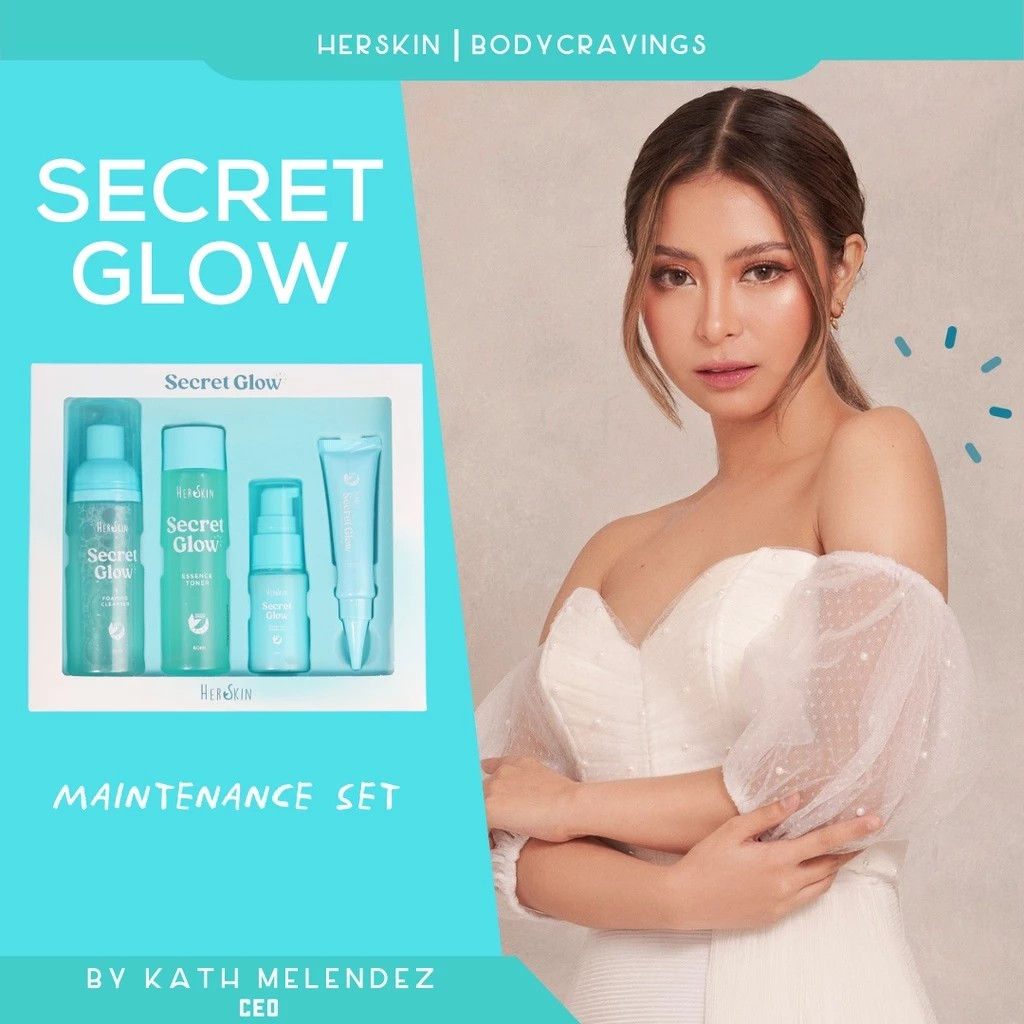 HERSKIN | BODYCRAVINGS
SECRET
GLOW
Secret Glow
HERSKIN
Secret
Glow
FOAMING
CLEANSER
HERSKIN
Secret
Glow
ESSENCE
TONER
Secret
Glow
Secret Glow
HERSKIN
MAINTENANCE SET
BY KATH MELENDEZ
CEO